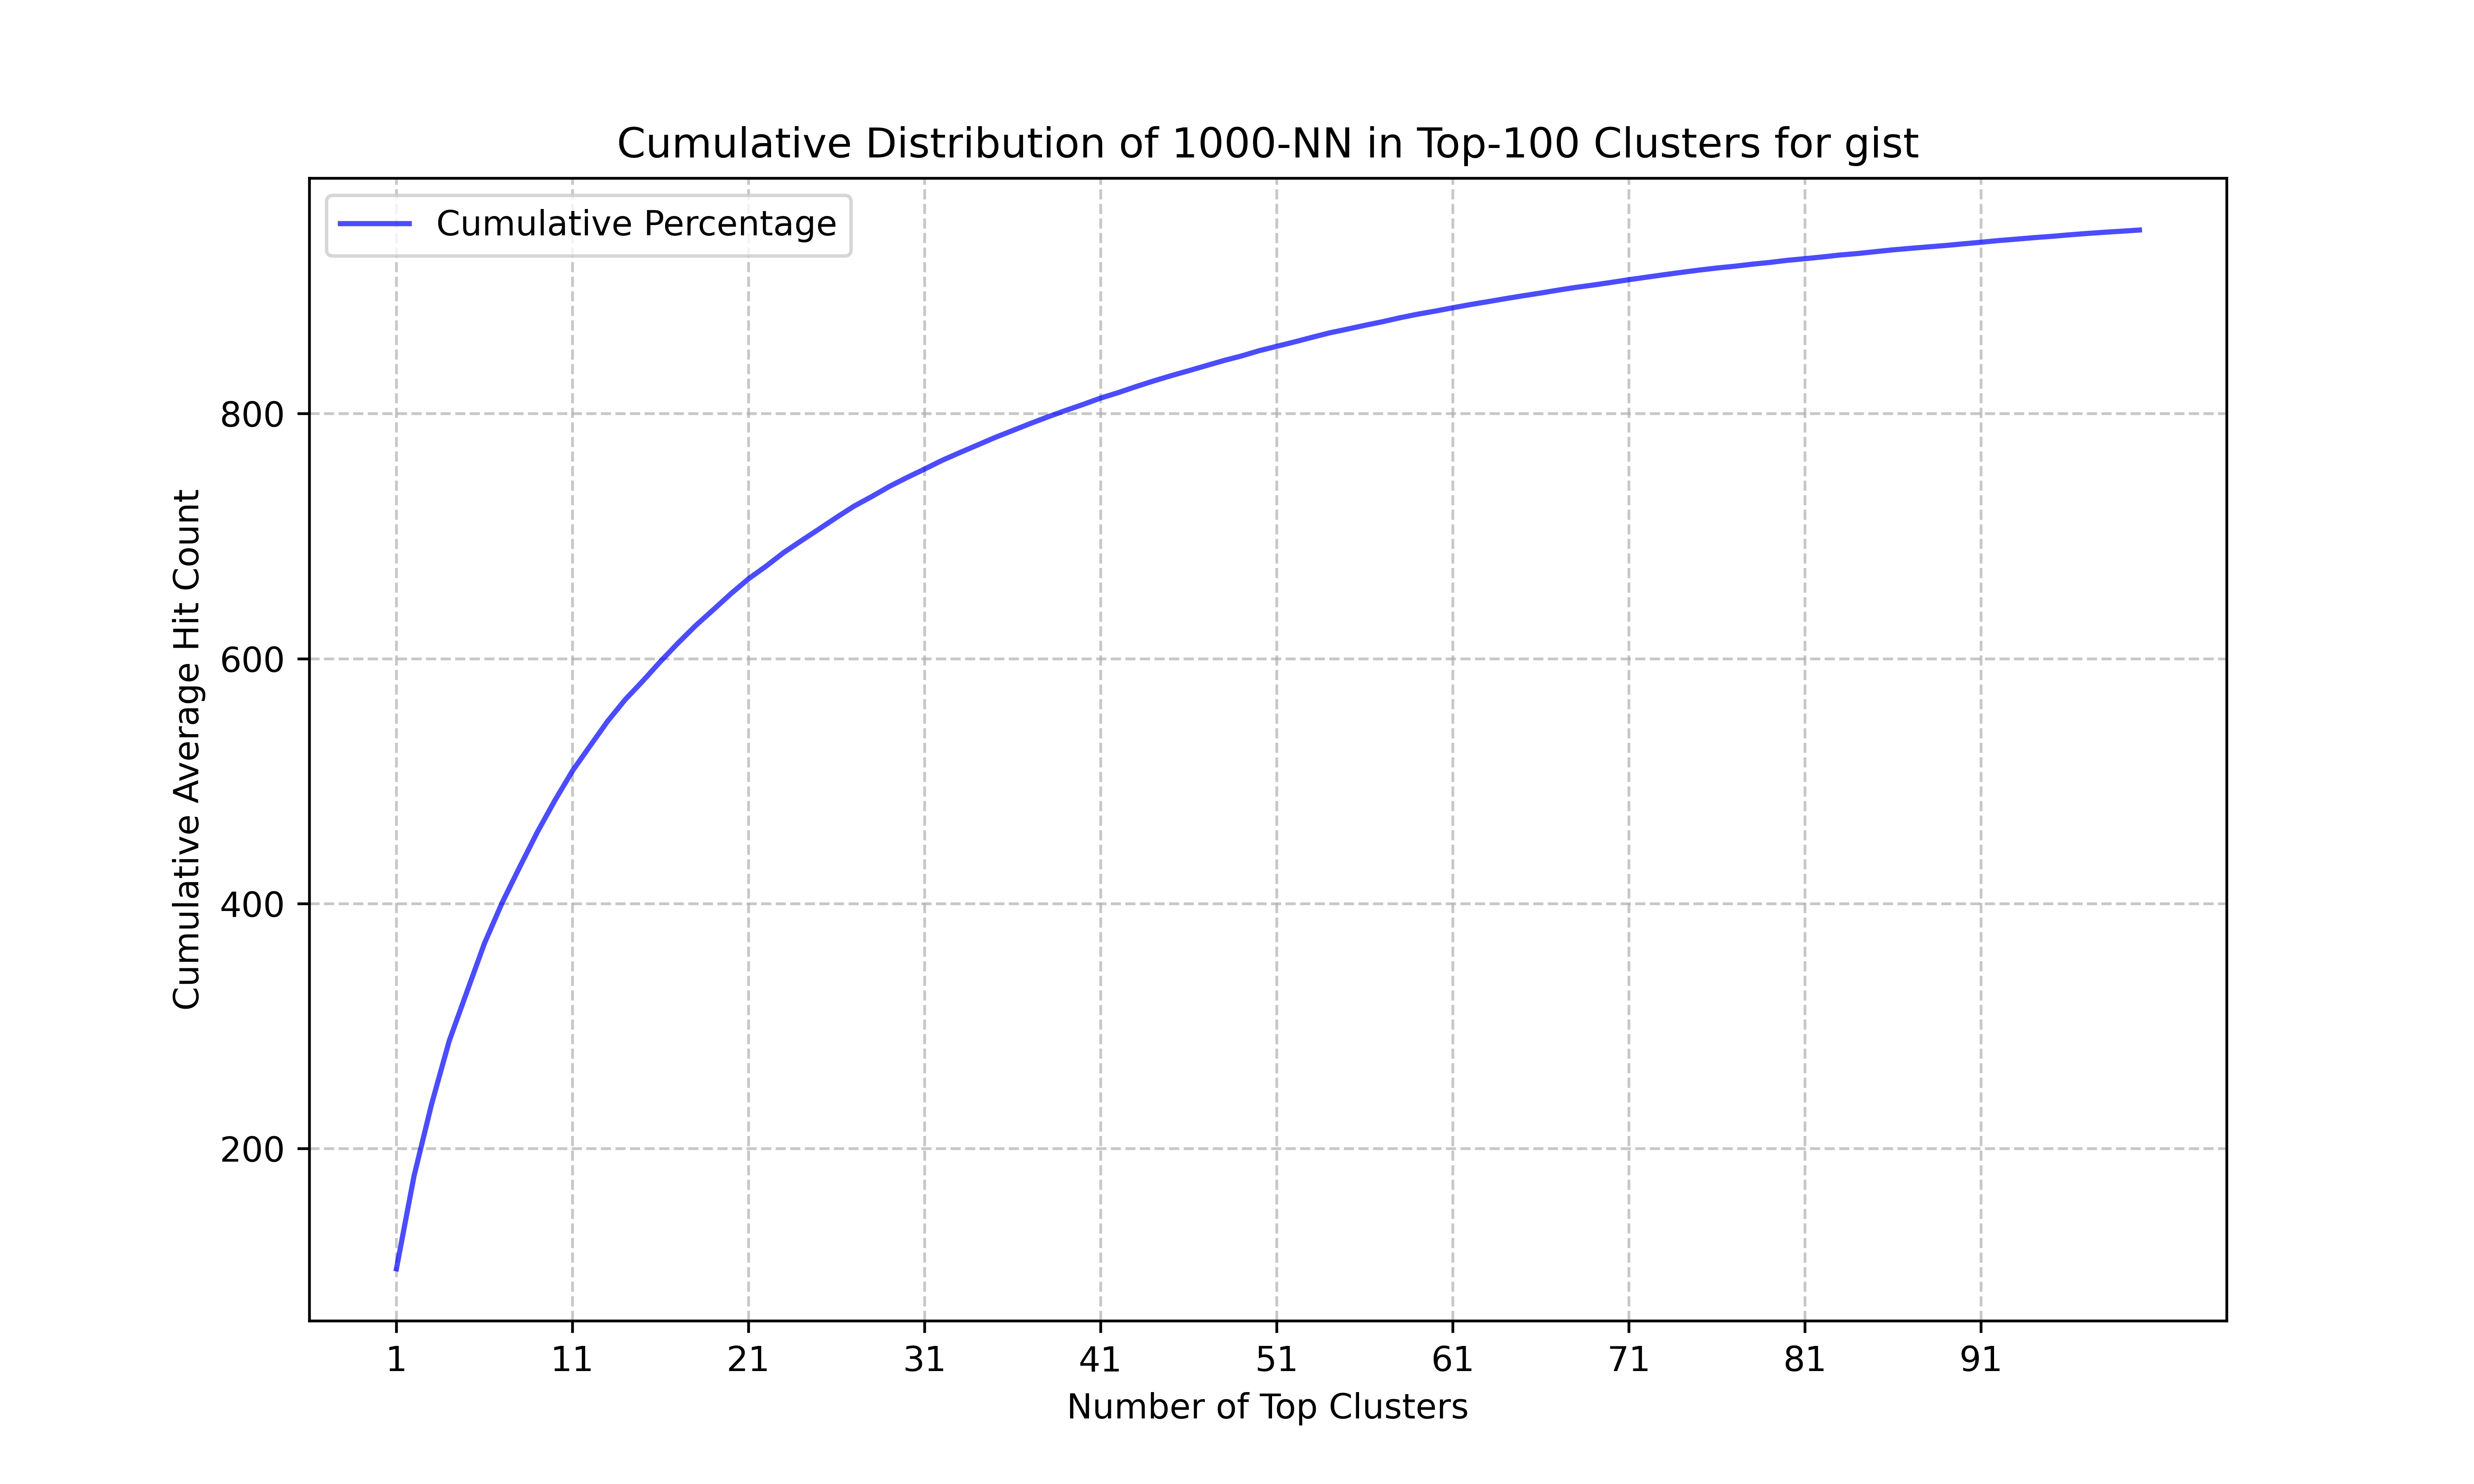 Cumulative Distribution of 1000-NN in Top-100 Clusters for gist
Cumulative Percentage
Cumulative Average Hit Count
800
600
400
200
1 11 21 31 41 51 61 71 81 91
Number of Top Clusters